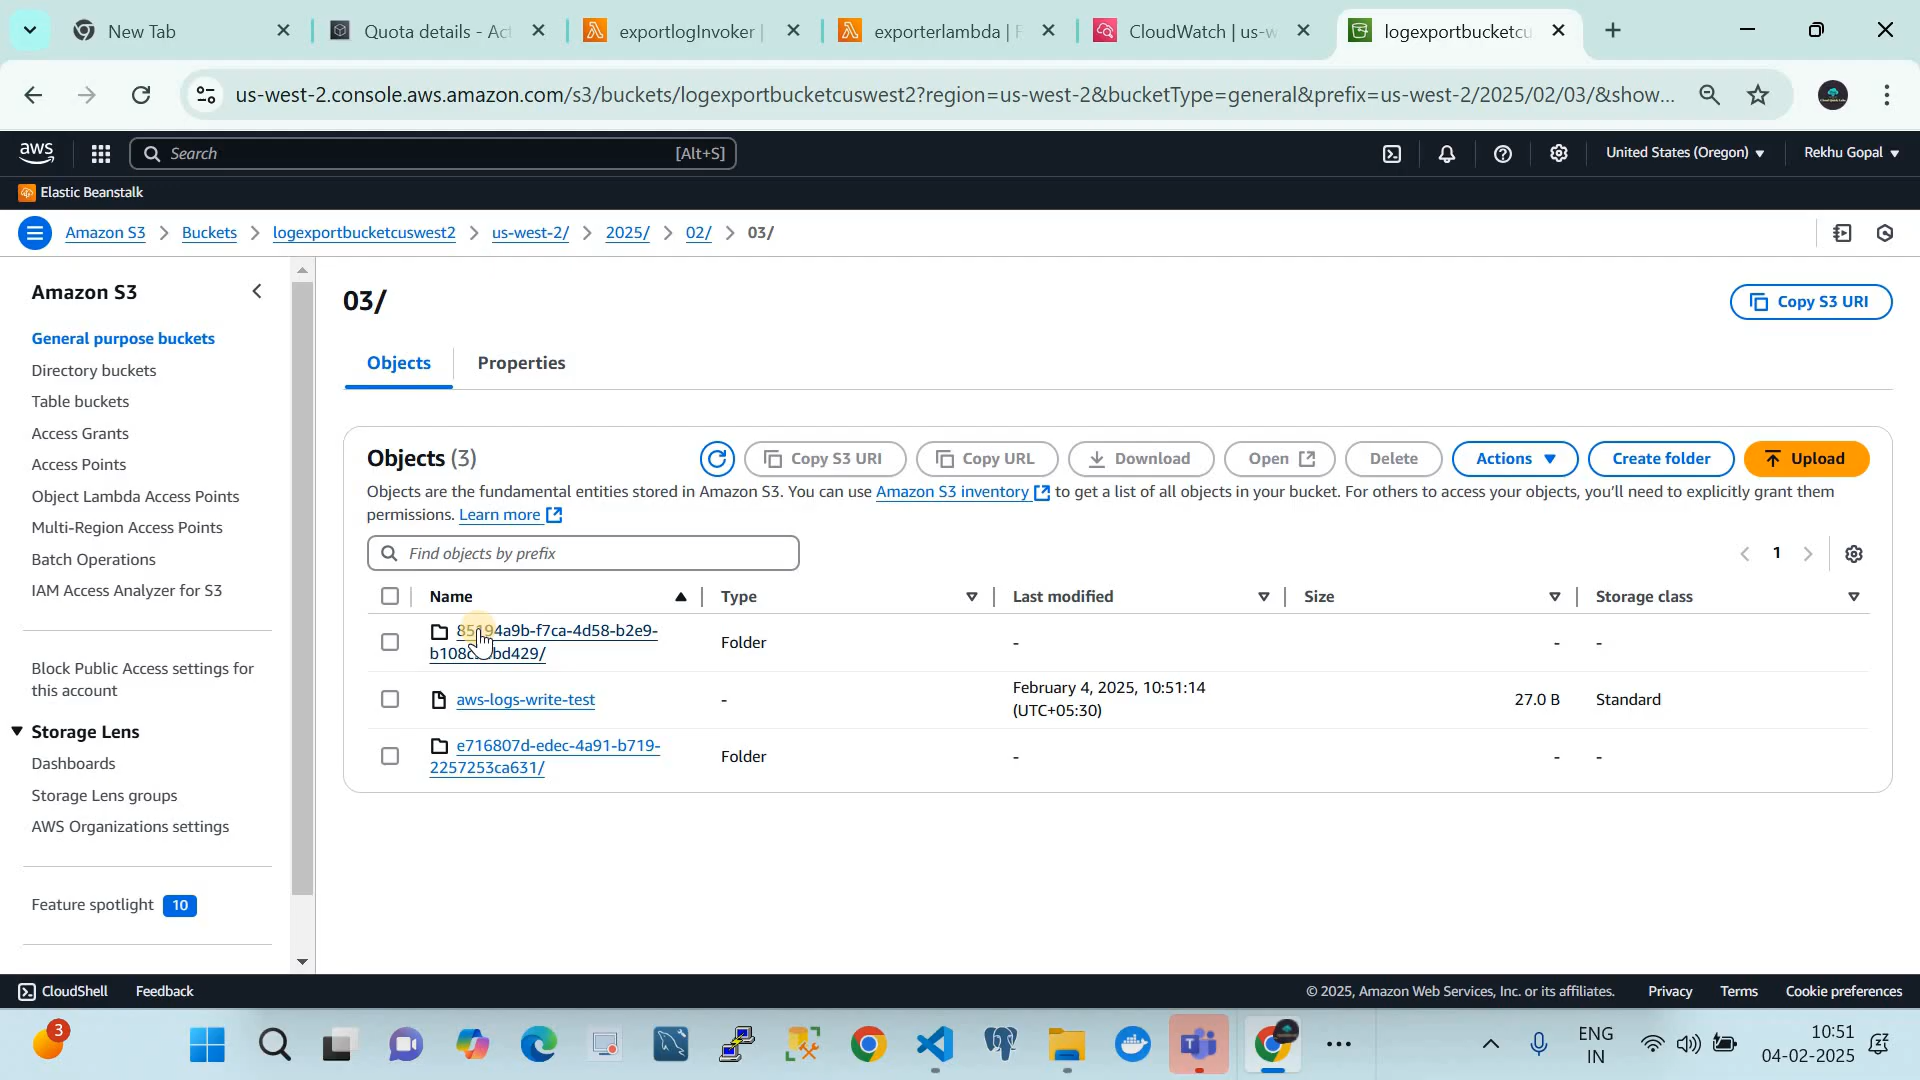 New Tab
Quota details - Act
exportlogInvoker |
exporterlambda | F
CloudWatch | us-w
logexportbucketcu
us-west-2.console.aws.amazon.com/s3/buckets/logexportbucketcuswest2?region=us-west-2&bucketType=general&prefix=us-west-2/2025/02/03/&show...
aws
Search
[Alt+S]
United States (Oregon)
Rekhu Gopal
Elastic Beanstalk
Amazon S3
Buckets
logexportbucketcuswest2
us-west-2/
2025/
02/
03/
Amazon S3
General purpose buckets
Directory buckets
Table buckets
Access Grants
Access Points
Object Lambda Access Points
Multi-Region Access Points
Batch Operations
IAM Access Analyzer for S3
Block Public Access settings for
this account
Storage Lens
Dashboards
Storage Lens groups
AWS Organizations settings
Feature spotlight 10
03/
Copy S3 URI
Objects
Properties
Objects (3)
Copy S3 URI
Copy URL
Download
Open
Delete
Actions
Create folder
Upload
Objects are the fundamental entities stored in Amazon S3. You can use Amazon S3 inventory to get a list of all objects in your bucket. For others to access your objects, you'll need to explicitly grant them
permissions. Learn more
Find objects by prefix
1
Name
Type
Last modified
Size
Storage class
-f7ca-4d58-b2e9-
Folder
-
-
-
aws-logs-write-test
-
February 4, 2025, 10:51:14
(UTC+05:30)
27.0 B
Standard
e716807d-edec-4a91-b719-
2257253ca631/
Folder
-
-
-
CloudShell
Feedback
© 2025, Amazon Web Services, Inc. or its affiliates.
Privacy
Terms
Cookie preferences
3
ENG
IN
10:51
04-02-2025